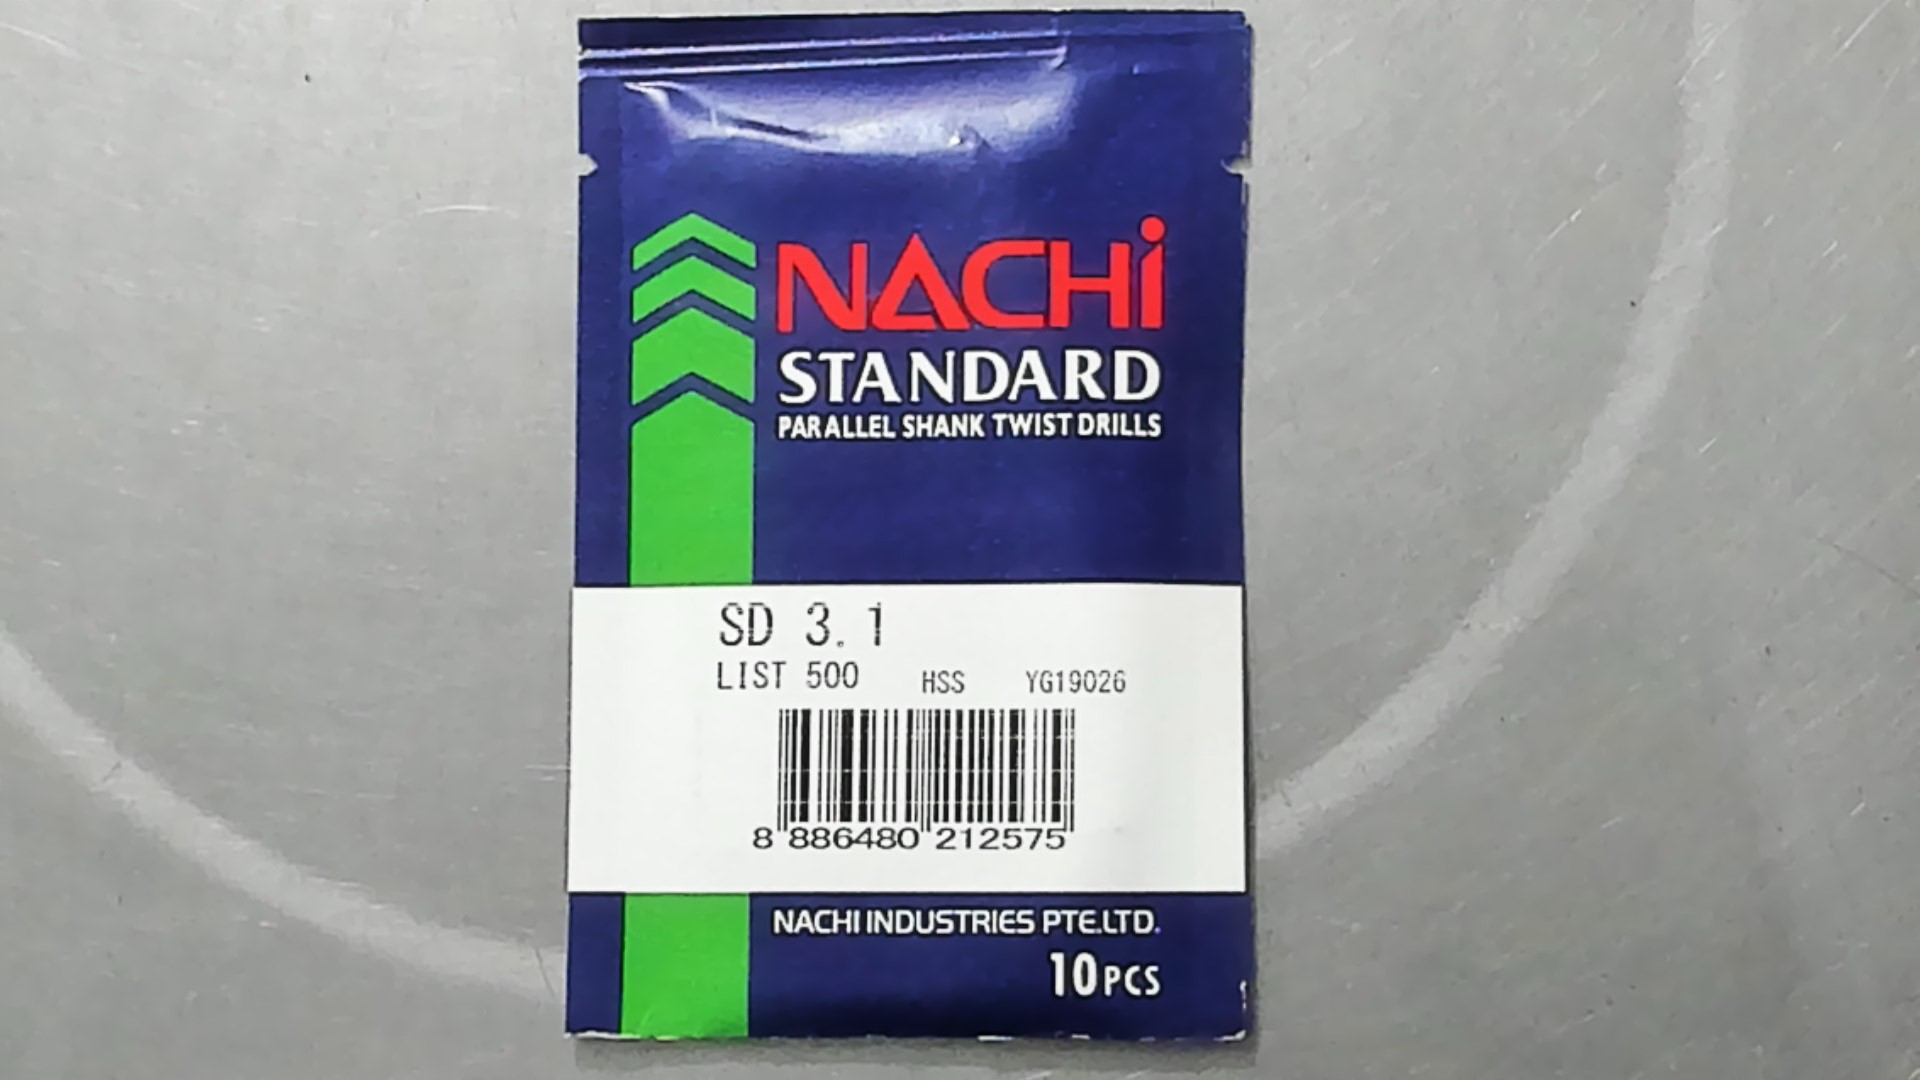 NACHi
STANDARD
PARALLEL SHANK TWIST DRILLS
SD 3.1
LIST 500 HSS YG19026
8 886480 212575
NACHI INDUSTRIES PTE.LTD.
10PCS